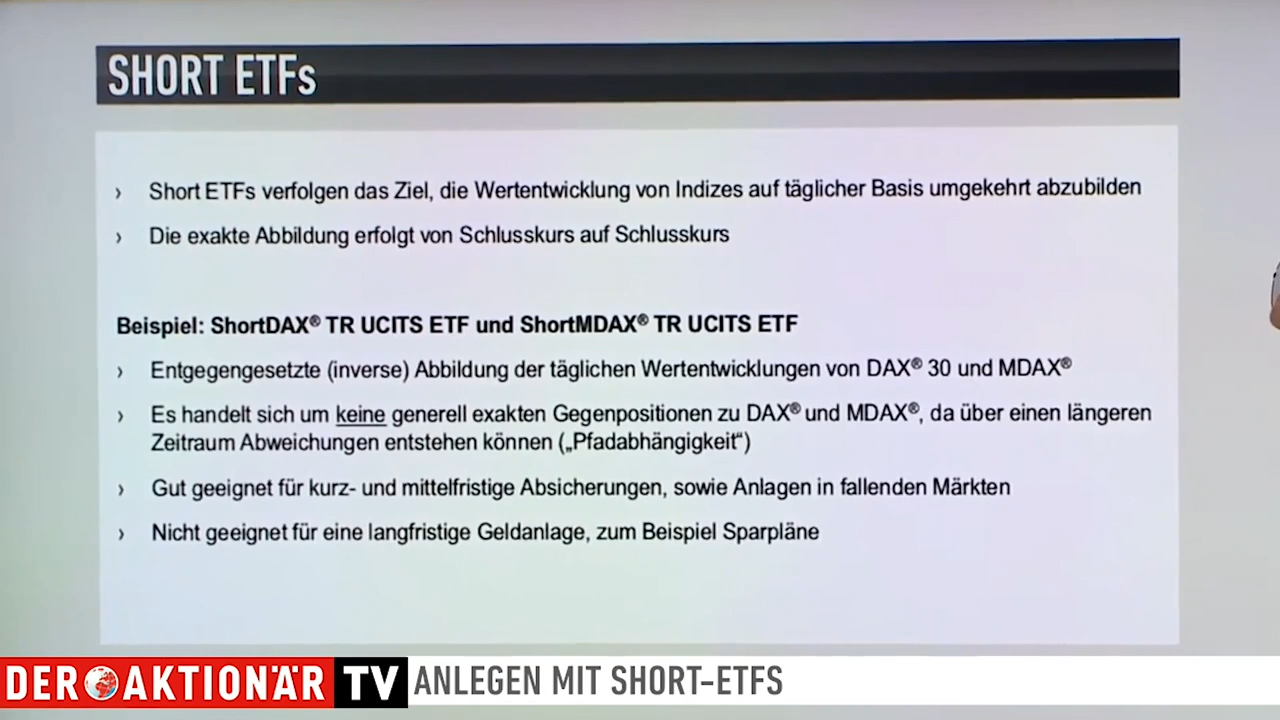 SHORT ETFs
› Short ETFs verfolgen das Ziel, die Wertentwicklung von Indizes auf täglicher Basis umgekehrt abzubilden
› Die exakte Abbildung erfolgt von Schlusskurs auf Schlusskurs
Beispiel: ShortDAX® TR UCITS ETF und ShortMDAX® TR UCITS ETF
› Entgegengesetzte (inverse) Abbildung der täglichen Wertentwicklungen von DAX® 30 und MDAX®
› Es handelt sich um keine generell exakten Gegenpositionen zu DAX® und MDAX®, da über einen längeren
Zeitraum Abweichungen entstehen können („Pfadabhängigkeit“)
› Gut geeignet für kurz- und mittelfristige Absicherungen, sowie Anlagen in fallenden Märkten
› Nicht geeignet für eine langfristige Geldanlage, zum Beispiel Sparpläne
DER AKTIONÄR TV ANLEGEN MIT SHORT-ETFS